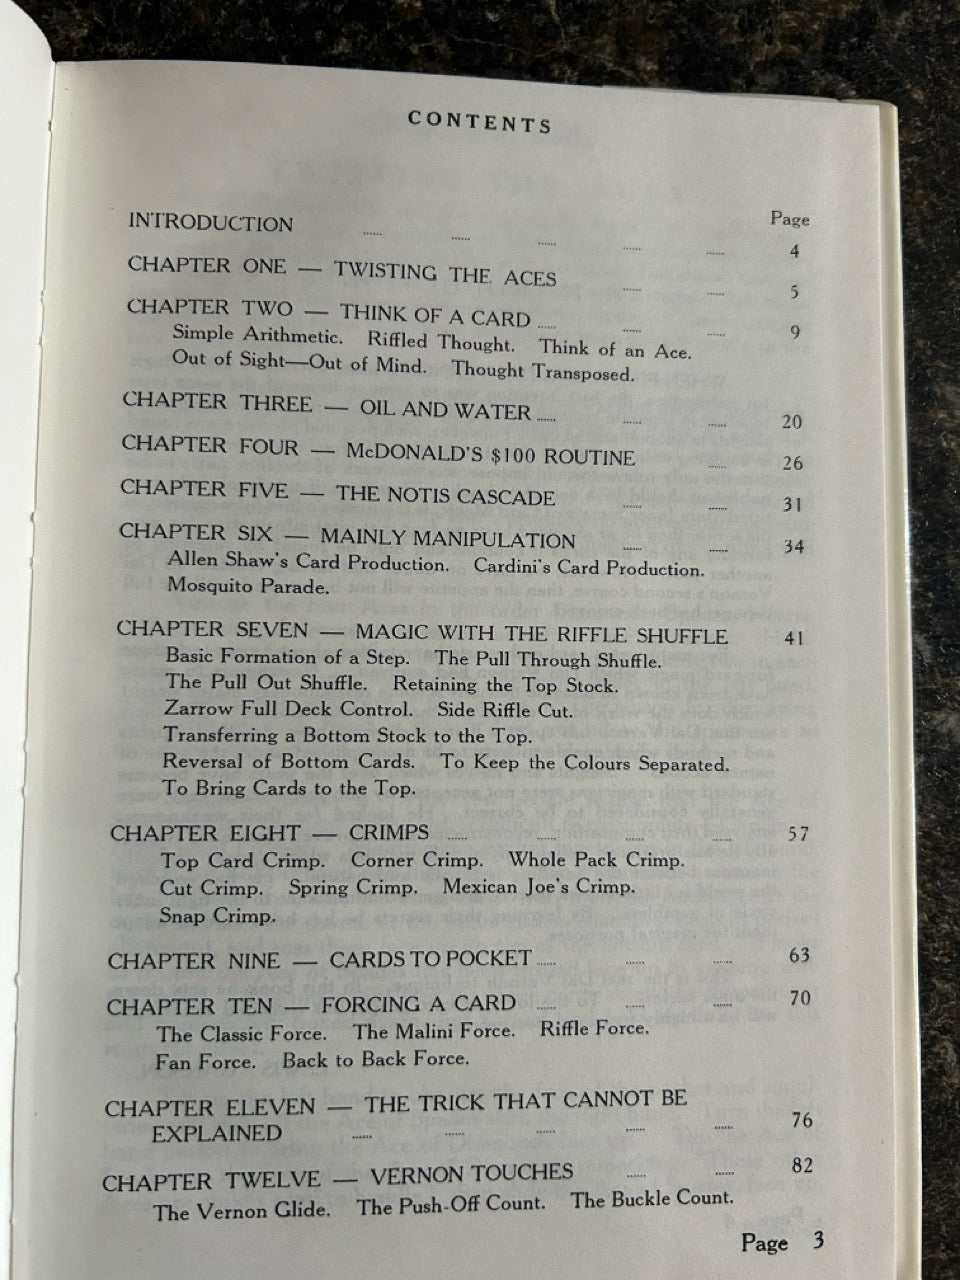 CONTENTS
Page
INTRODUCTION ...... ...... ...... ...... ...... 4
CHAPTER ONE — TWISTING THE ACES ...... ...... 5
CHAPTER TWO — THINK OF A CARD ...... ...... ...... 9
Simple Arithmetic. Riffled Thought. Think of an Ace.
Out of Sight—Out of Mind. Thought Transposed.
CHAPTER THREE — OIL AND WATER ...... ...... ...... 20
CHAPTER FOUR — McDONALD'S $100 ROUTINE ...... 26
CHAPTER FIVE — THE NOTIS CASCADE ...... ...... 31
CHAPTER SIX — MAINLY MANIPULATION ...... ...... 34
Allen Shaw's Card Production. Cardini's Card Production.
Mosquito Parade.
CHAPTER SEVEN — MAGIC WITH THE RIFFLE SHUFFLE 41
Basic Formation of a Step. The Pull Through Shuffle.
The Pull Out Shuffle. Retaining the Top Stock.
Zarrow Full Deck Control. Side Riffle Cut.
Transferring a Bottom Stock to the Top.
Reversal of Bottom Cards. To Keep the Colours Separated.
To Bring Cards to the Top.
CHAPTER EIGHT — CRIMPS ...... ...... ...... ...... 57
Top Card Crimp. Corner Crimp. Whole Pack Crimp.
Cut Crimp. Spring Crimp. Mexican Joe's Crimp.
Snap Crimp.
CHAPTER NINE — CARDS TO POCKET ...... ...... ...... 63
CHAPTER TEN — FORCING A CARD ...... ...... ...... 70
The Classic Force. The Malini Force. Riffle Force.
Fan Force. Back to Back Force.
CHAPTER ELEVEN — THE TRICK THAT CANNOT BE
EXPLAINED ...... ...... ...... ...... ...... 76
CHAPTER TWELVE — VERNON TOUCHES ...... ...... 82
The Vernon Glide. The Push-Off Count. The Buckle Count.
Page 3